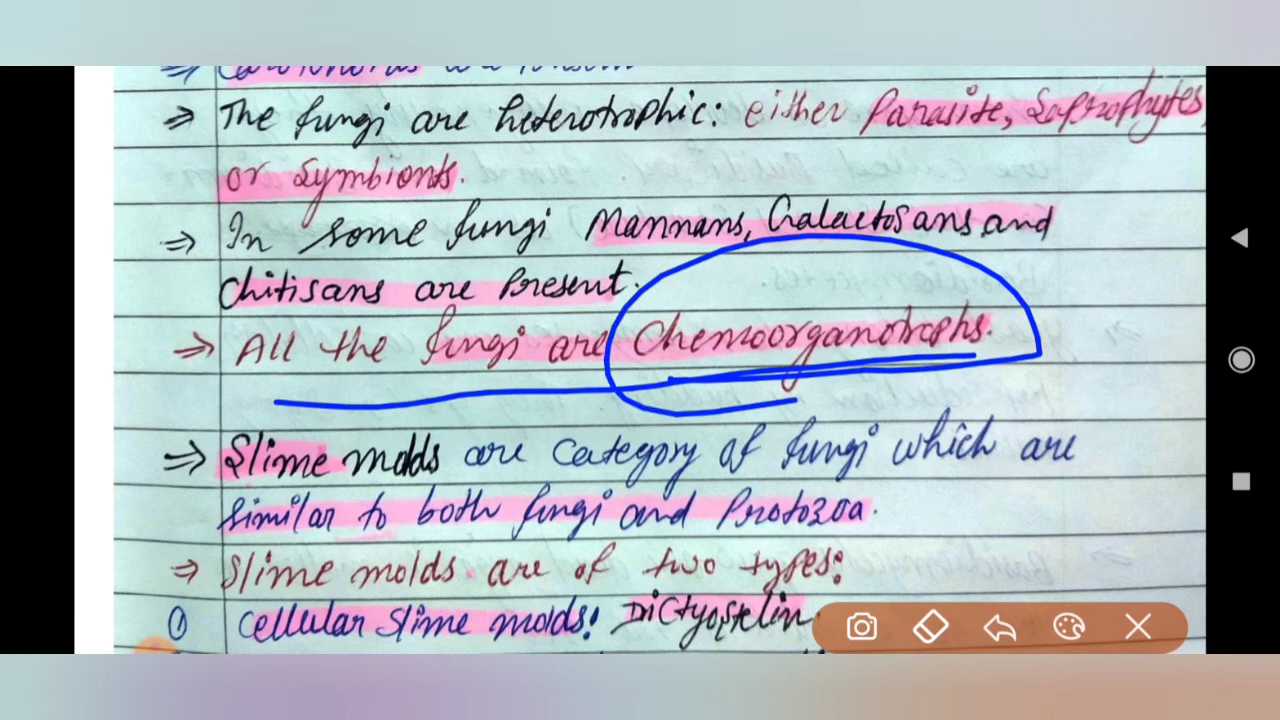 ⇒ The fungi are heterotrophic: either Parasite, Saprophytes,
or Symbionts.
⇒ In some fungi Mannans, Galactosans and
Chitisans are Present.
⇒ All the fungi are Chemoorganotrophs.
⇒ Slime molds are category of fungi which are
similar to both fungi and Protozoa.
⇒ Slime molds are of two types:
① Cellular Slime molds: